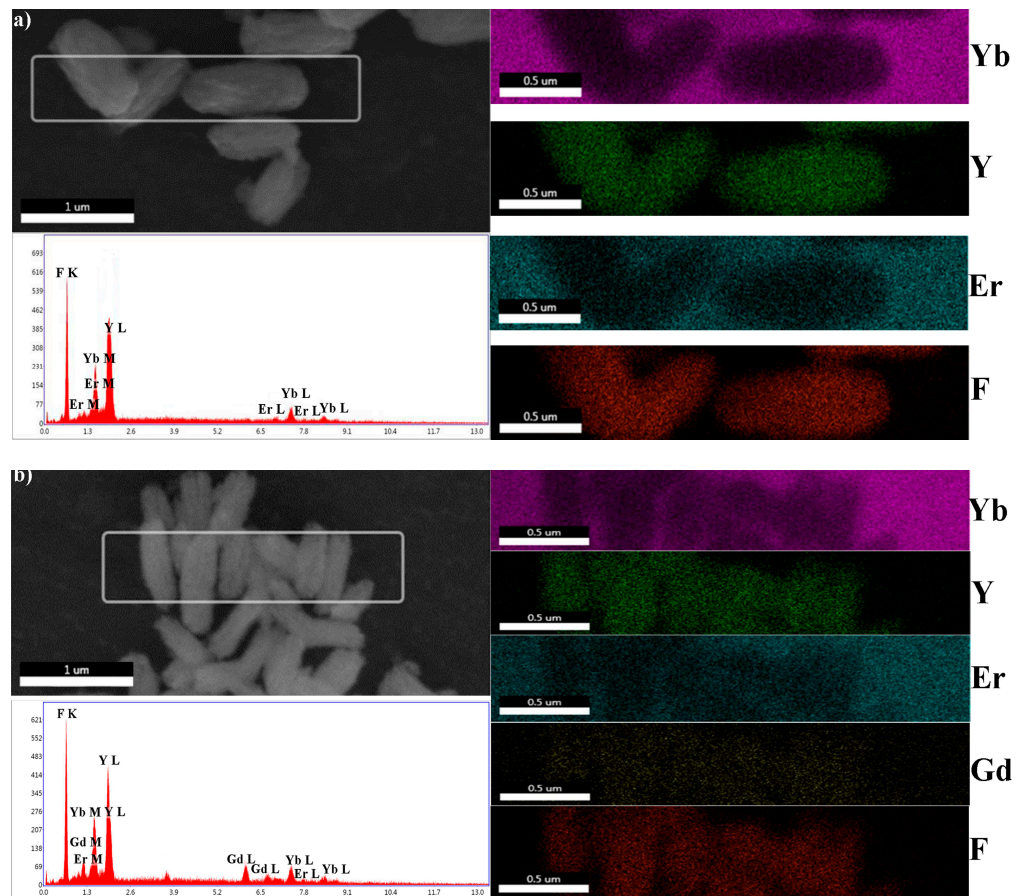 a)
1 um
0.5 um
Yb
0.5 um
Y
0.5 um
Er
0.5 um
F
693
616
539
462
385
308
231
154
77
0
F K
Y L
Yb M
Er M
Er M
Er L
Yb L
Er L
Yb L
0.0 1.3 2.6 3.9 5.2 6.5 7.8 9.1 10.4 11.7 13.0
b)
1 um
0.5 um
Yb
0.5 um
Y
0.5 um
Er
0.5 um
Gd
0.5 um
F
621
552
483
414
345
276
207
138
69
0
F K
Y L
Yb M Y L
Gd M
Er M
Gd L
Gd L
Yb L
Er L
Yb L
0.0 1.3 2.6 3.9 5.2 6.5 7.8 9.1 10.4 11.7 13.0